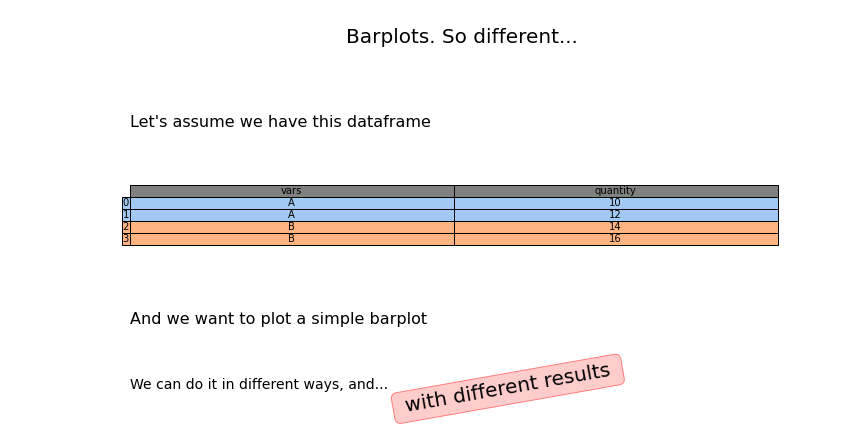 Barplots. So different...
Let's assume we have this dataframe
vars quantity
0 A 10
1 A 12
2 B 14
3 B 16
And we want to plot a simple barplot
We can do it in different ways, and...
with different results